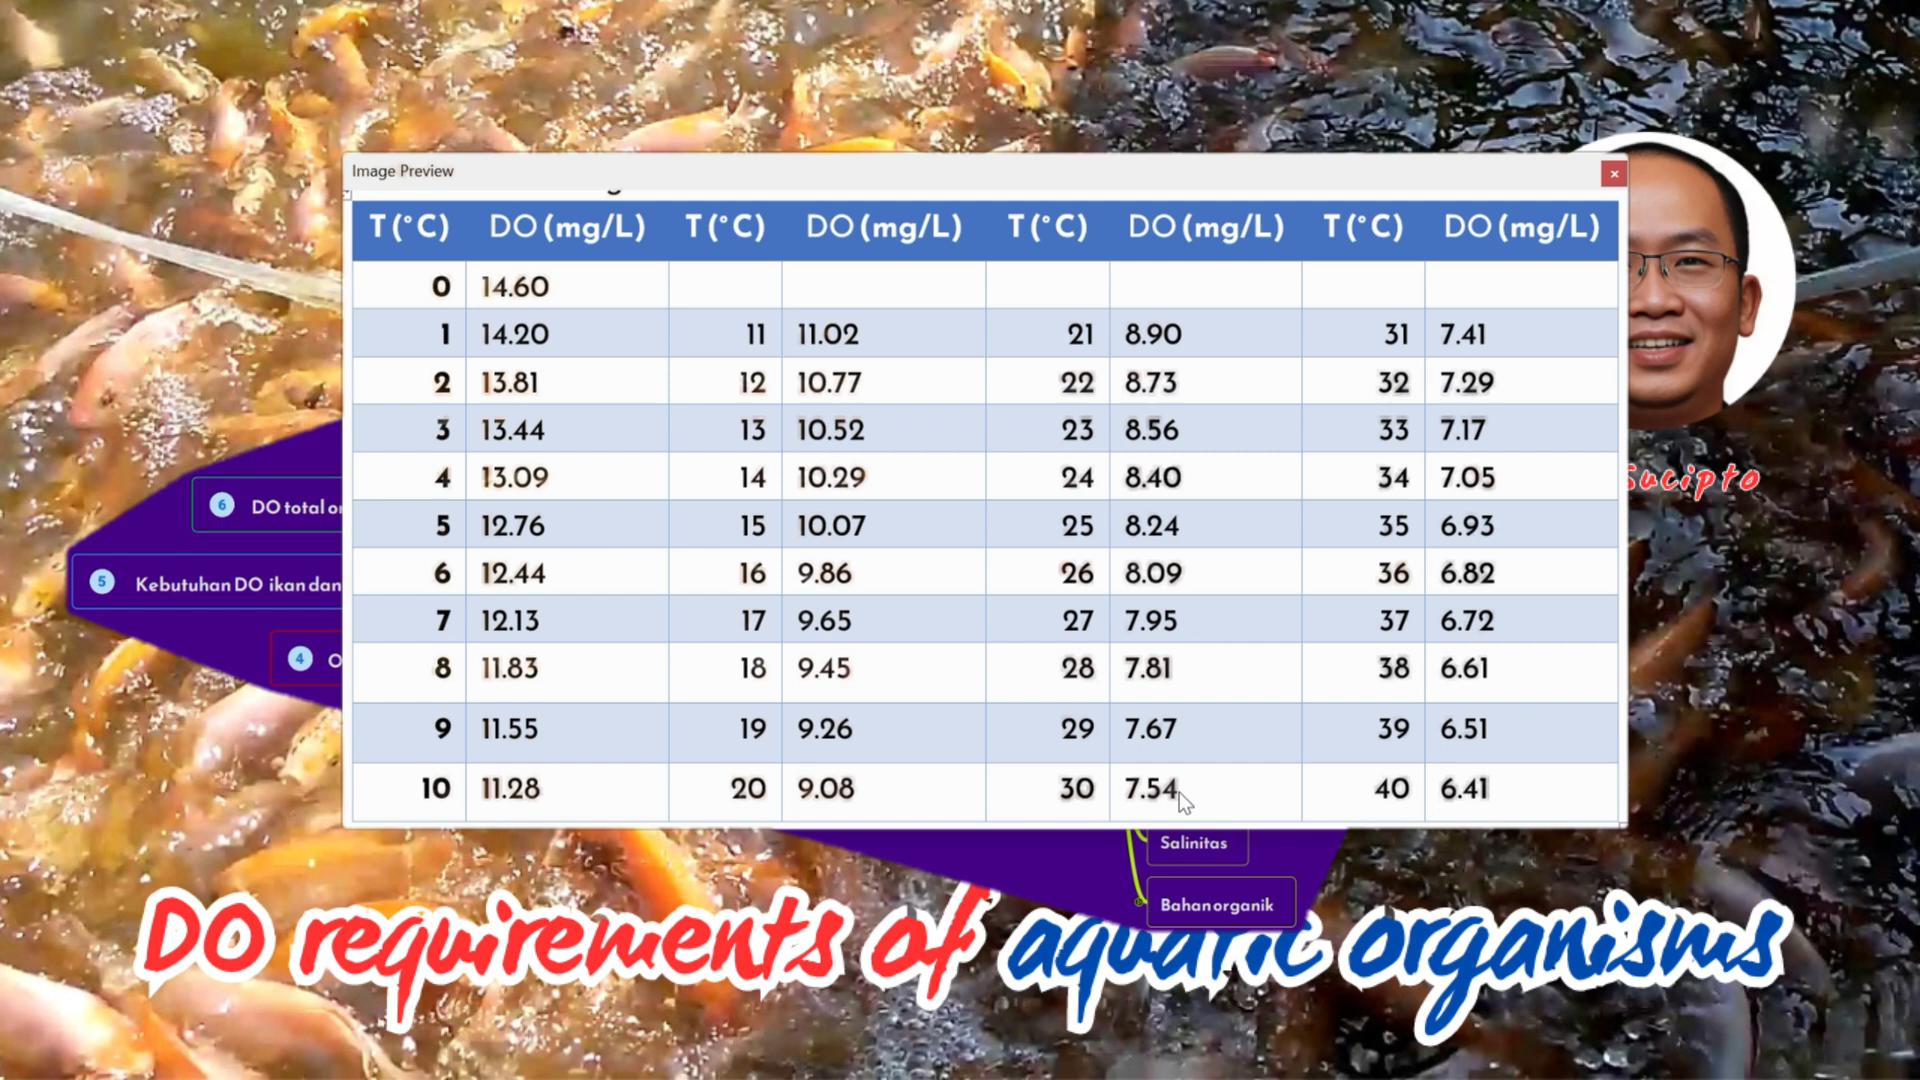 Image Preview
T(°C) DO(mg/L) T(°C) DO(mg/L) T(°C) DO(mg/L) T(°C) DO(mg/L)
0 14.60
1 14.20 11 11.02 21 8.90 31 7.41
2 13.81 12 10.77 22 8.73 32 7.29
3 13.44 13 10.52 23 8.56 33 7.17
4 13.09 14 10.29 24 8.40 34 7.05
5 12.76 15 10.07 25 8.24 35 6.93
6 12.44 16 9.86 26 8.09 36 6.82
7 12.13 17 9.65 27 7.95 37 6.72
8 11.83 18 9.45 28 7.81 38 6.61
9 11.55 19 9.26 29 7.67 39 6.51
10 11.28 20 9.08 30 7.54 40 6.41
6 DO total
5 Kebutuhan DO ikan dan
4
Sucipto
Salinitas
Bahan organik
DO requirements of aquatic organisms